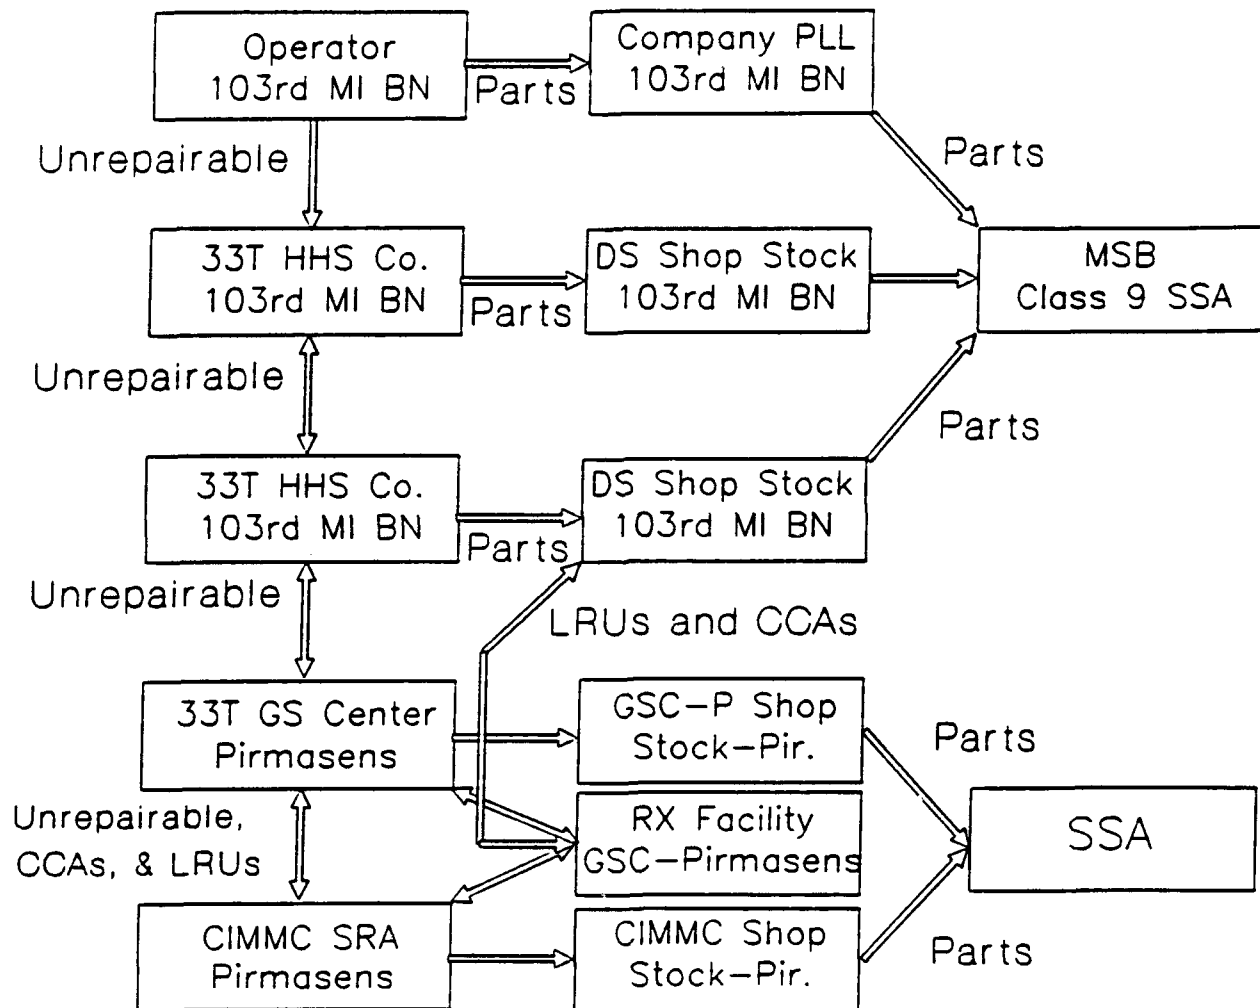 Operator
103rd MI BN
Parts
Company PLL
103rd MI BN
Unrepairable
Parts
33T HHS Co.
103rd MI BN
Parts
DS Shop Stock
103rd MI BN
MSB
Class 9 SSA
Unrepairable
Parts
33T HHS Co.
103rd MI BN
Parts
DS Shop Stock
103rd MI BN
Unrepairable
LRUs and CCAs
33T GS Center
Pirmasens
GSC-P Shop
Stock-Pir.
Parts
Unrepairable,
CCAs, & LRUs
RX Facility
GSC-Pirmasens
SSA
CIMMC SRA
Pirmasens
CIMMC Shop
Stock-Pir.
Parts